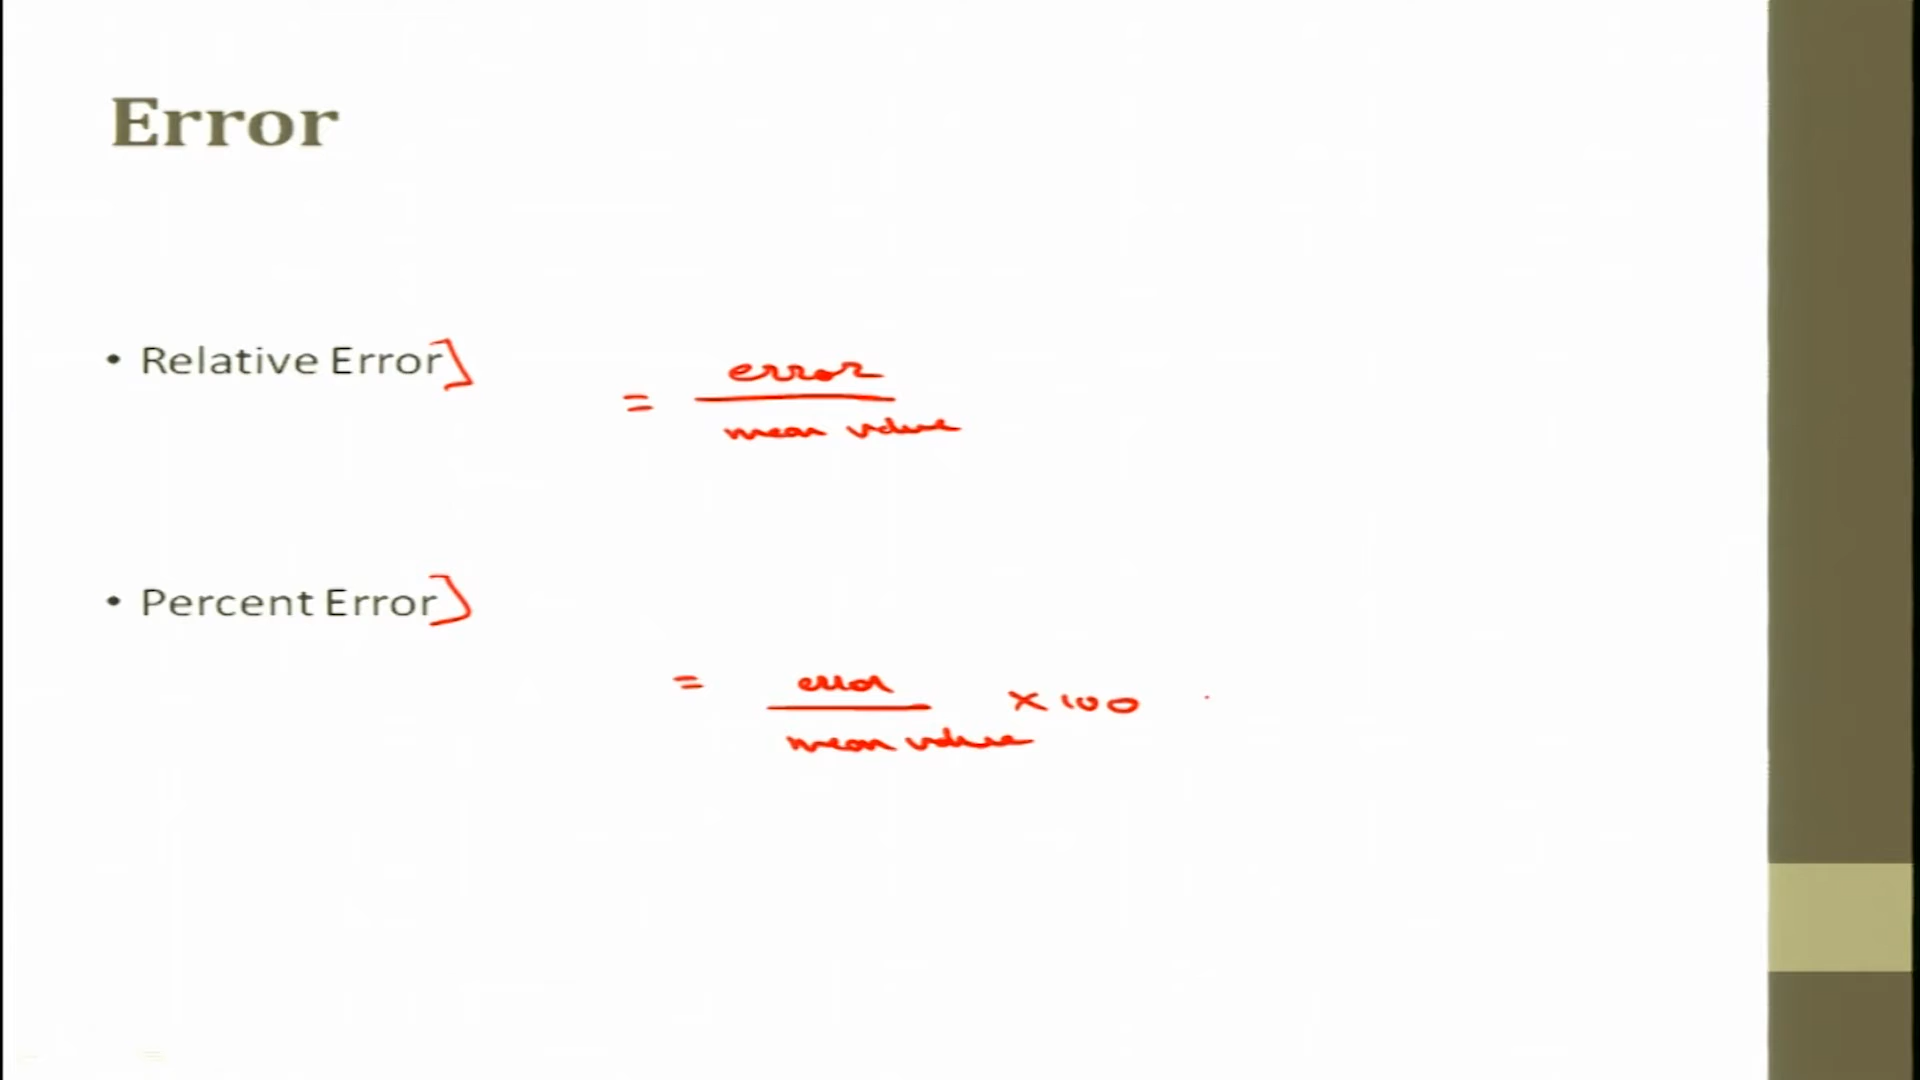 Error
• Relative Error]
= error
mean value
• Percent Error]
= error × 100
mean value